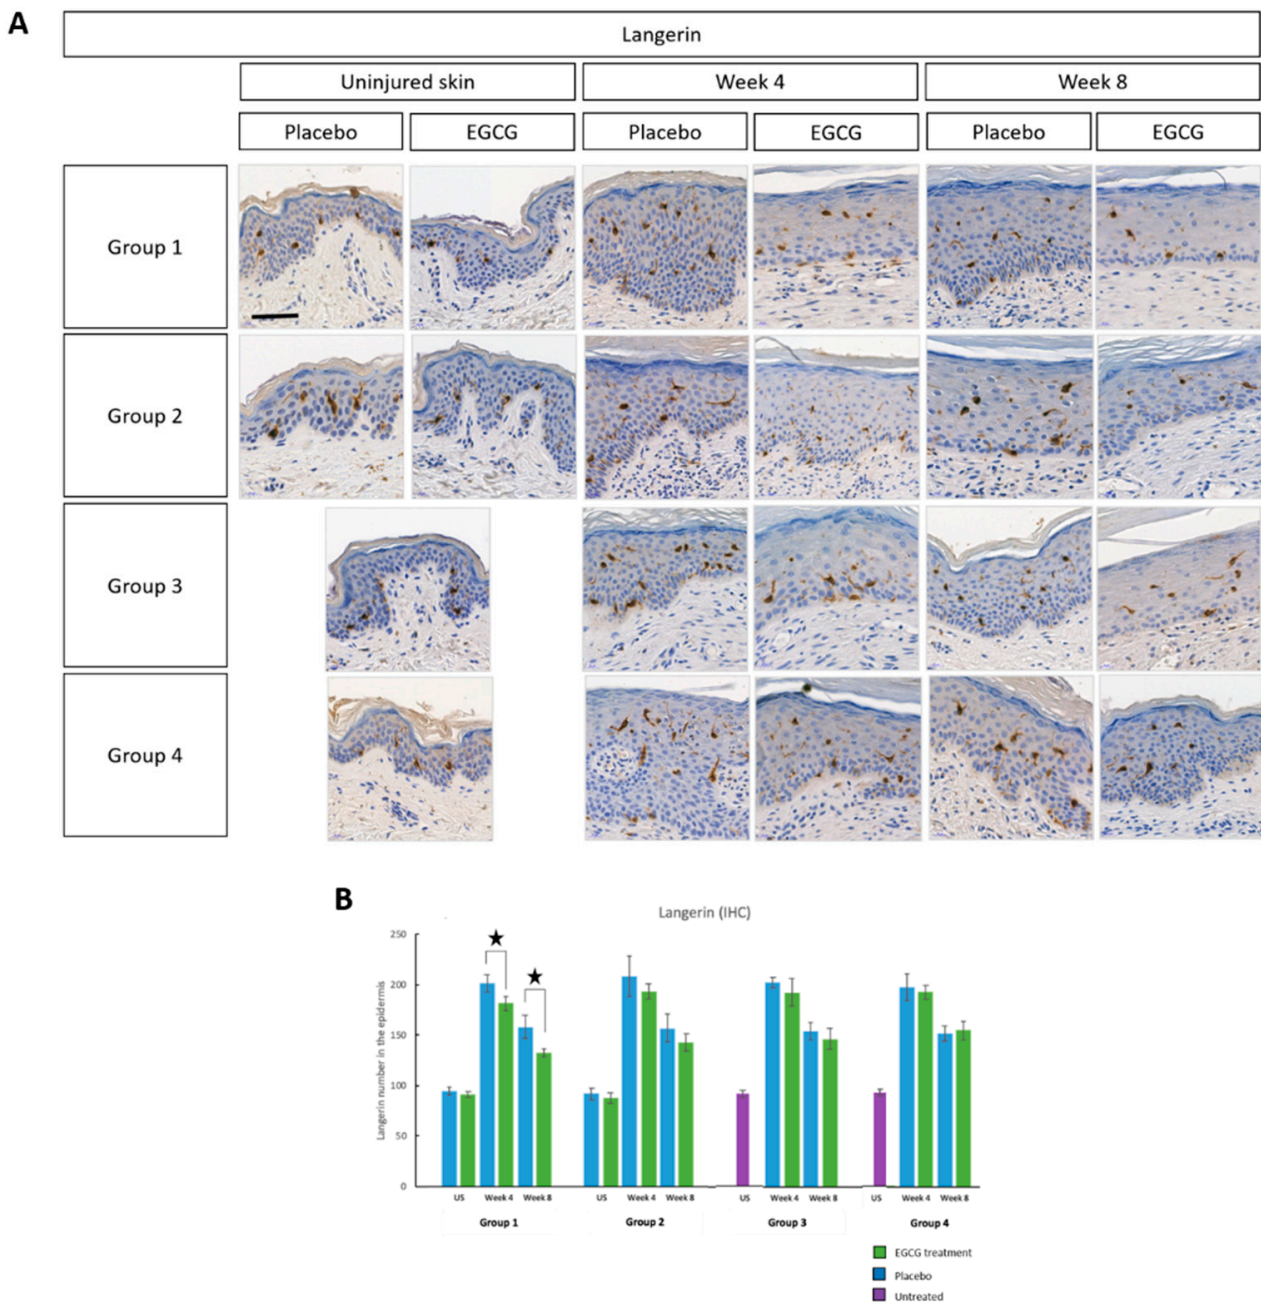 A
Langerin
Uninjured skin Week 4 Week 8
Placebo EGCG Placebo EGCG Placebo EGCG
Group 1
Group 2
Group 3
Group 4
B
Langerin (IHC)
Langerin number in the epidermis
250
200
150
100
50
0
US Week 4 Week 8 US Week 4 Week 8 US Week 4 Week 8 US Week 4 Week 8
Group 1 Group 2 Group 3 Group 4
EGCG treatment
Placebo
Untreated